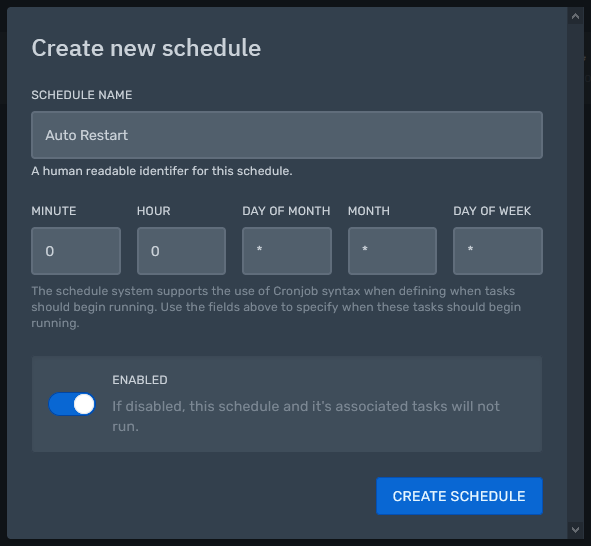 Create new schedule
SCHEDULE NAME
Auto Restart
A human readable identifer for this schedule.
MINUTE HOUR DAY OF MONTH MONTH DAY OF WEEK
0 0 * * *
The schedule system supports the use of Cronjob syntax when defining when tasks
should begin running. Use the fields above to specify when these tasks should begin
running.
ENABLED
If disabled, this schedule and it's associated tasks will not
run.
CREATE SCHEDULE